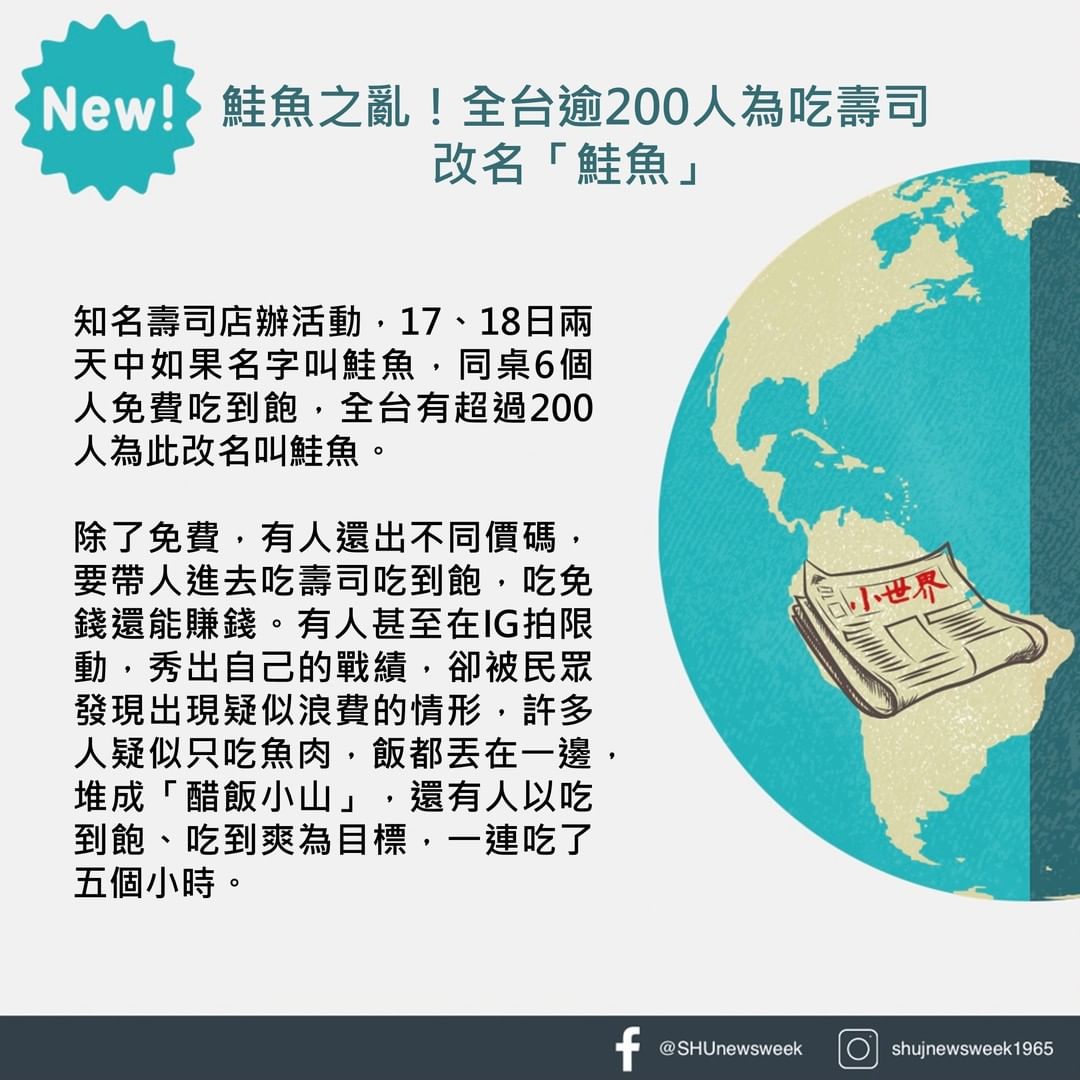 New!
鮭魚之亂！全台逾200人為吃壽司
改名「鮭魚」
知名壽司店辦活動，17、18日兩
天中如果名字叫鮭魚，同桌6個
人免費吃到飽，全台有超過200
人為此改名叫鮭魚。
除了免費，有人還出不同價碼，
要帶人進去吃壽司吃到飽，吃免
錢還能賺錢。有人甚至在IG拍限
動，秀出自己的戰績，卻被民眾
發現出現疑似浪費的情形，許多
人疑似只吃魚肉，飯都丟在一邊，
堆成「醋飯小山」，還有人以吃
到飽、吃到爽為目標，一連吃了
五個小時。
小世界
@SHUnewsweek
shujnewsweek1965